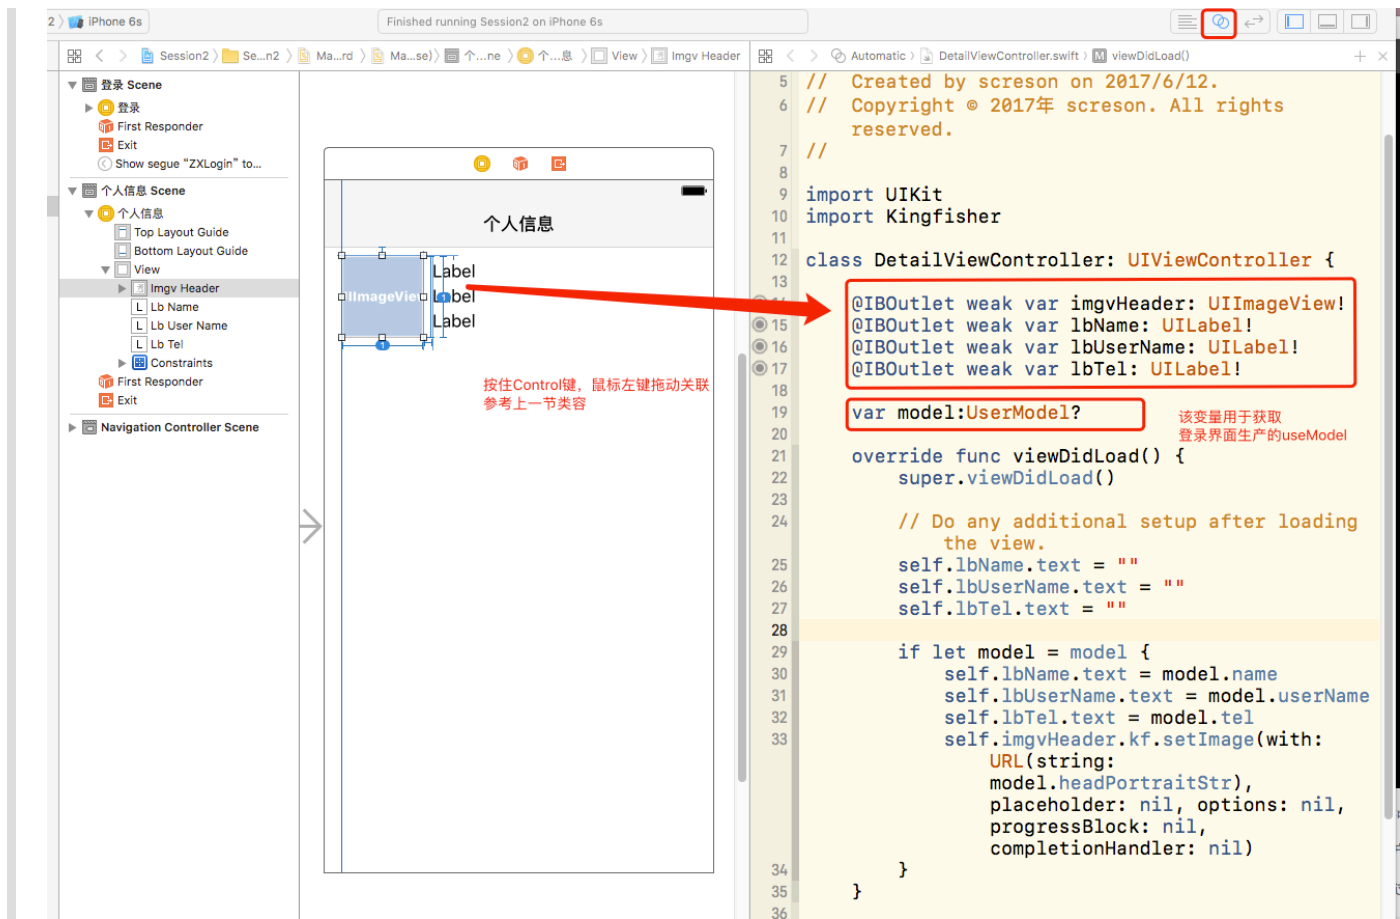 2 〉 iPhone 6s
Finished running Session2 on iPhone 6s
Session2 〉 Se...n2 〉 Ma...rd 〉 Ma...se) 〉 个...ne 〉 个...息 〉 View 〉 Imgv Header
Automatic 〉 DetailViewController.swift 〉 M viewDidLoad()
登录 Scene
登录
First Responder
Exit
Show segue “ZXLogin” to...
个人信息 Scene
个人信息
Top Layout Guide
Bottom Layout Guide
View
Imgv Header
L Lb Name
L Lb User Name
L Lb Tel
Constraints
First Responder
Exit
Navigation Controller Scene
个人信息
Label
UIImageView
Label
Label
1
1
按住Control键，鼠标左键拖动关联
参考上一节类容
5 // Created by screson on 2017/6/12.
6 // Copyright © 2017年 screson. All rights
reserved.
7 //
8
9 import UIKit
10 import Kingfisher
11
12 class DetailViewController: UIViewController {
13
@IBOutlet weak var imgvHeader: UIImageView!
15 @IBOutlet weak var lbName: UILabel!
16 @IBOutlet weak var lbUserName: UILabel!
17 @IBOutlet weak var lbTel: UILabel!
18
19 var model:UserModel?
该变量用于获取
登录界面生产的useModel
20
21 override func viewDidLoad() {
22 super.viewDidLoad()
23
24 // Do any additional setup after loading
the view.
25 self.lbName.text = ""
26 self.lbUserName.text = ""
27 self.lbTel.text = ""
28
29 if let model = model {
30 self.lbName.text = model.name
31 self.lbUserName.text = model.userName
32 self.lbTel.text = model.tel
33 self.imgvHeader.kf.setImage(with:
URL(string:
model.headPortraitStr),
placeholder: nil, options: nil,
progressBlock: nil,
completionHandler: nil)
34 }
35 }
36